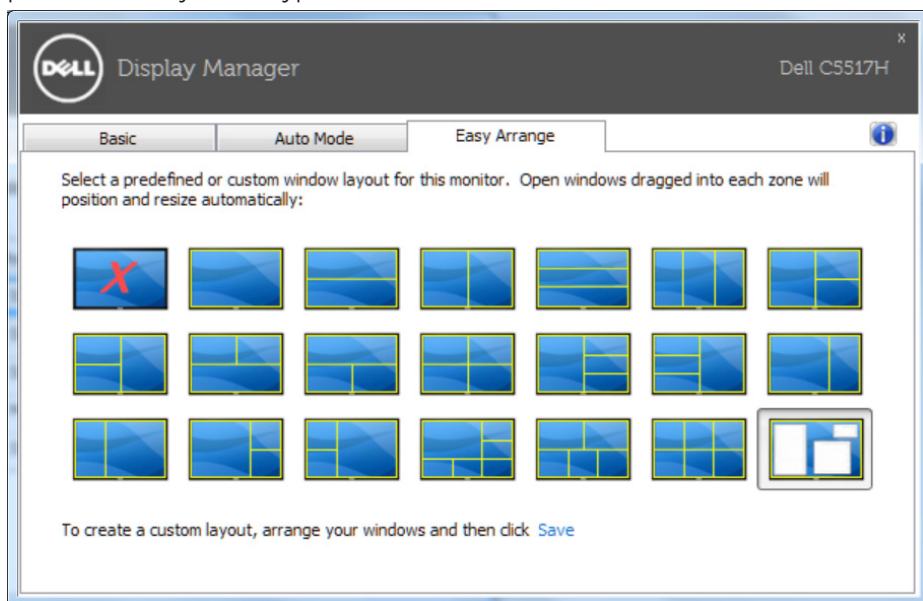 DELL
Display Manager
x
Dell C5517H
Basic
Auto Mode
Easy Arrange
i
Select a predefined or custom window layout for this monitor. Open windows dragged into each zone will
position and resize automatically:
X
To create a custom layout, arrange your windows and then click Save